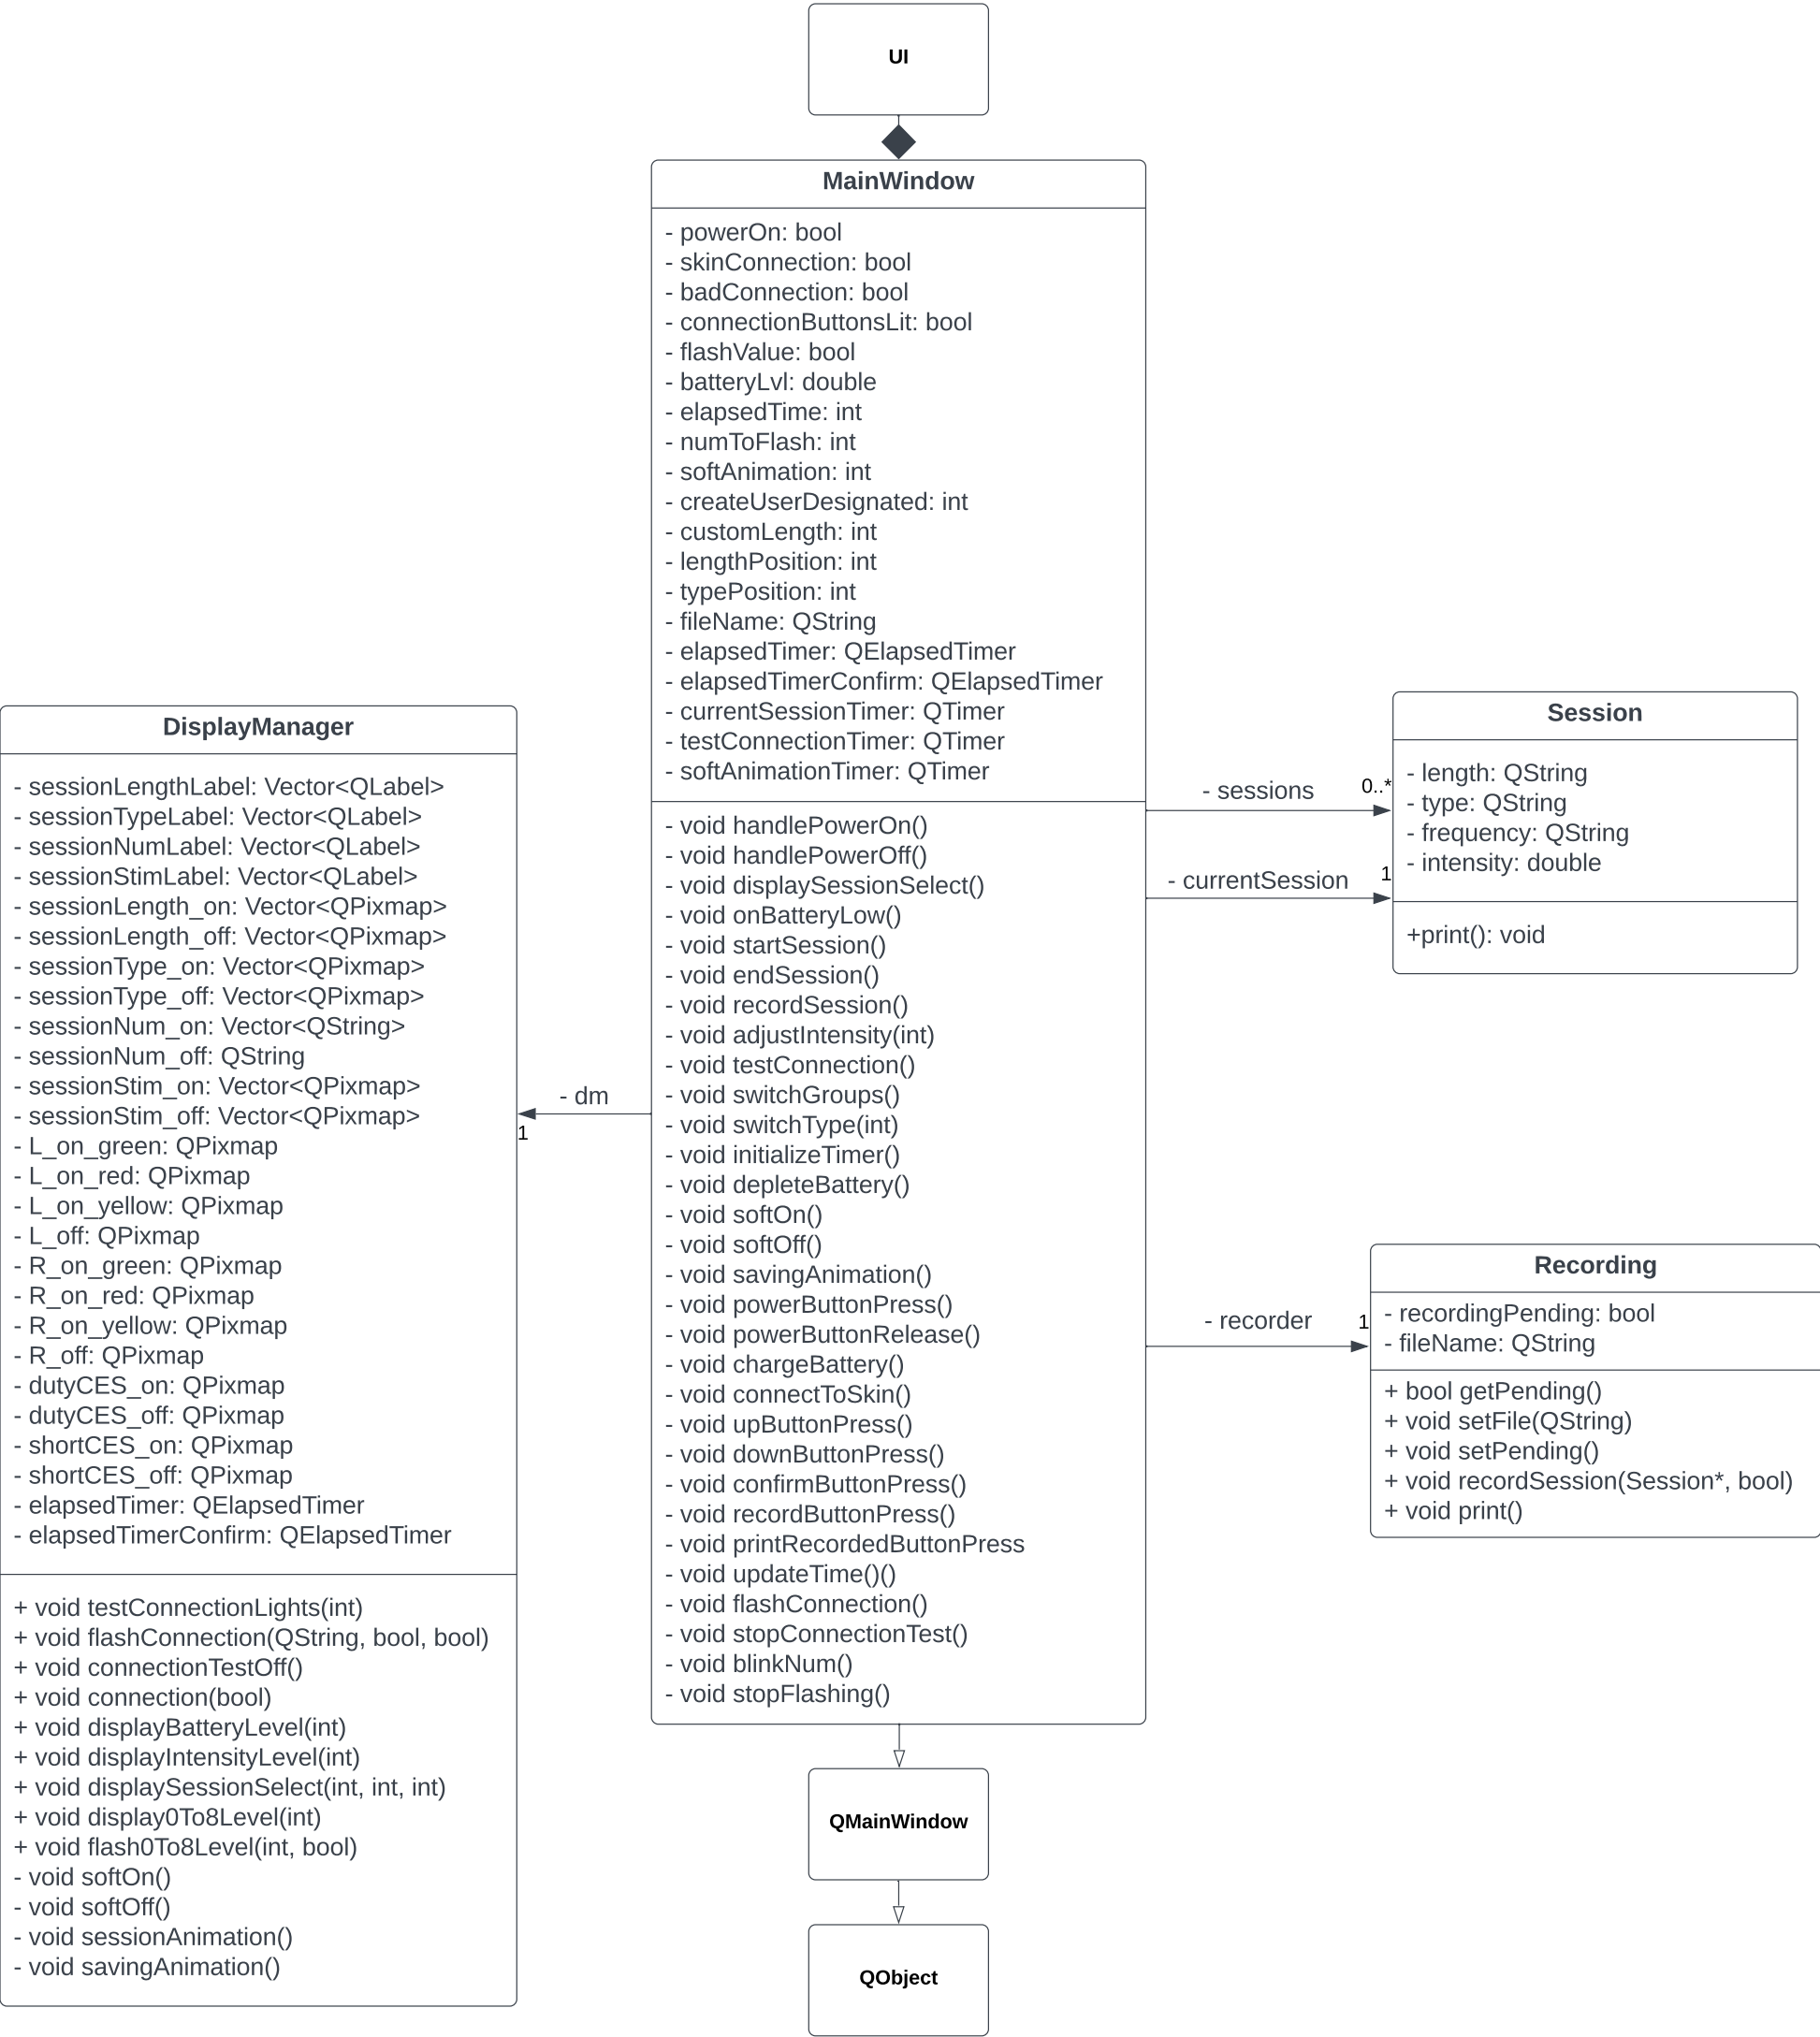 UI
MainWindow
- powerOn: bool
- skinConnection: bool
- badConnection: bool
- connectionButtonsLit: bool
- flashValue: bool
- batteryLvl: double
- elapsedTime: int
- numToFlash: int
- softAnimation: int
- createUserDesignated: int
- customLength: int
- lengthPosition: int
- typePosition: int
- fileName: QString
- elapsedTimer: QElapsedTimer
- elapsedTimerConfirm: QElapsedTimer
- currentSessionTimer: QTimer
- testConnectionTimer: QTimer
- softAnimationTimer: QTimer
- void handlePowerOn()
- void handlePowerOff()
- void displaySessionSelect()
- void onBatteryLow()
- void startSession()
- void endSession()
- void recordSession()
- void adjustIntensity(int)
- void testConnection()
- void switchGroups()
- void switchType(int)
- void initializeTimer()
- void depleteBattery()
- void softOn()
- void softOff()
- void savingAnimation()
- void powerButtonPress()
- void powerButtonRelease()
- void chargeBattery()
- void connectToSkin()
- void upButtonPress()
- void downButtonPress()
- void confirmButtonPress()
- void recordButtonPress()
- void printRecordedButtonPress
- void updateTime()()
- void flashConnection()
- void stopConnectionTest()
- void blinkNum()
- void stopFlashing()
DisplayManager
- sessionLengthLabel: Vector<QLabel>
- sessionTypeLabel: Vector<QLabel>
- sessionNumLabel: Vector<QLabel>
- sessionStimLabel: Vector<QLabel>
- sessionLength_on: Vector<QPixmap>
- sessionLength_off: Vector<QPixmap>
- sessionType_on: Vector<QPixmap>
- sessionType_off: Vector<QPixmap>
- sessionNum_on: Vector<QString>
- sessionNum_off: QString
- sessionStim_on: Vector<QPixmap>
- sessionStim_off: Vector<QPixmap>
- L_on_green: QPixmap
- L_on_red: QPixmap
- L_on_yellow: QPixmap
- L_off: QPixmap
- R_on_green: QPixmap
- R_on_red: QPixmap
- R_on_yellow: QPixmap
- R_off: QPixmap
- dutyCES_on: QPixmap
- dutyCES_off: QPixmap
- shortCES_on: QPixmap
- shortCES_off: QPixmap
- elapsedTimer: QElapsedTimer
- elapsedTimerConfirm: QElapsedTimer
+ void testConnectionLights(int)
+ void flashConnection(QString, bool, bool)
+ void connectionTestOff()
+ void connection(bool)
+ void displayBatteryLevel(int)
+ void displayIntensityLevel(int)
+ void displaySessionSelect(int, int, int)
+ void display0To8Level(int)
+ void flash0To8Level(int, bool)
- void softOn()
- void softOff()
- void sessionAnimation()
- void savingAnimation()
- dm
1
- sessions
0..*
- currentSession
1
Session
- length: QString
- type: QString
- frequency: QString
- intensity: double
+print(): void
- recorder
1
Recording
- recordingPending: bool
- fileName: QString
+ bool getPending()
+ void setFile(QString)
+ void setPending()
+ void recordSession(Session*, bool)
+ void print()
QMainWindow
QObject